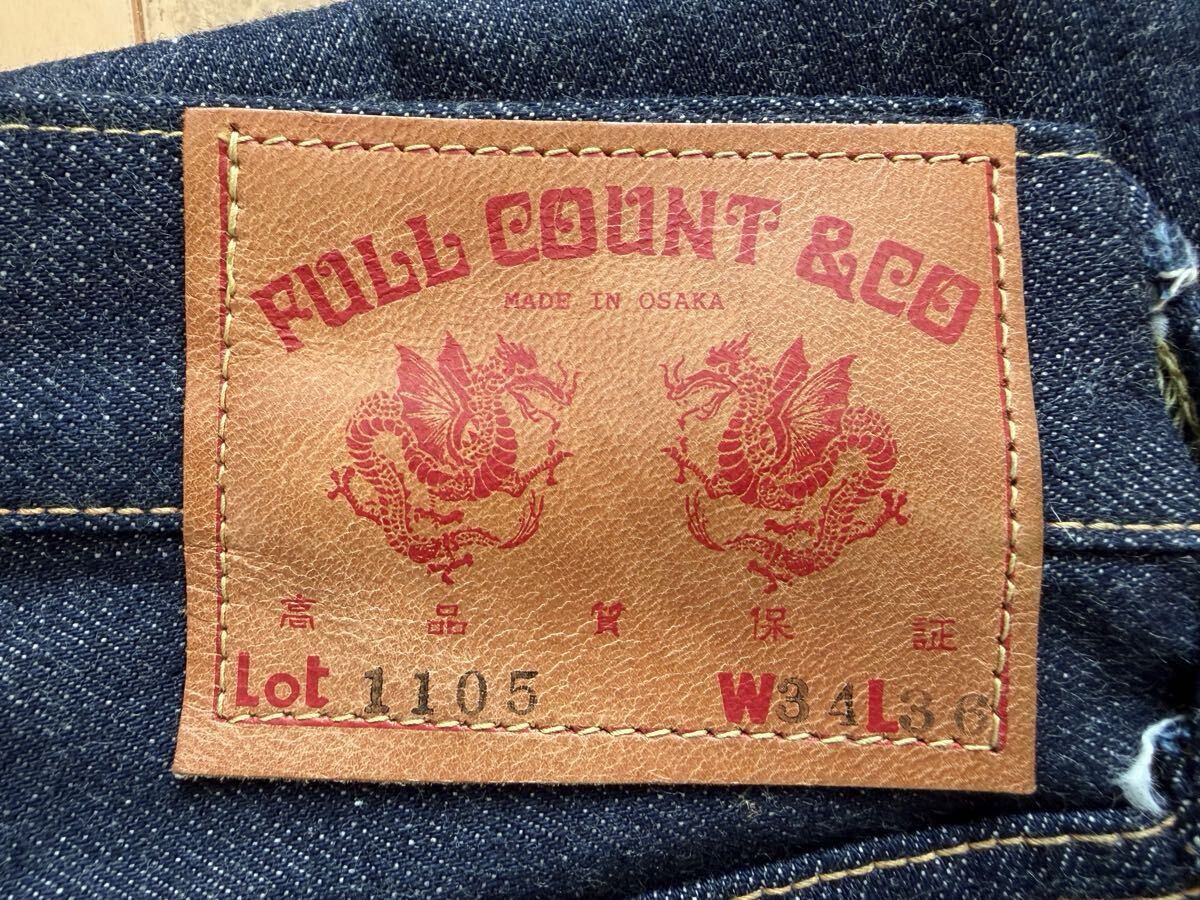 FULL COUNT &CO
MADE IN OSAKA
高品質保証
Lot 1105 W34L36